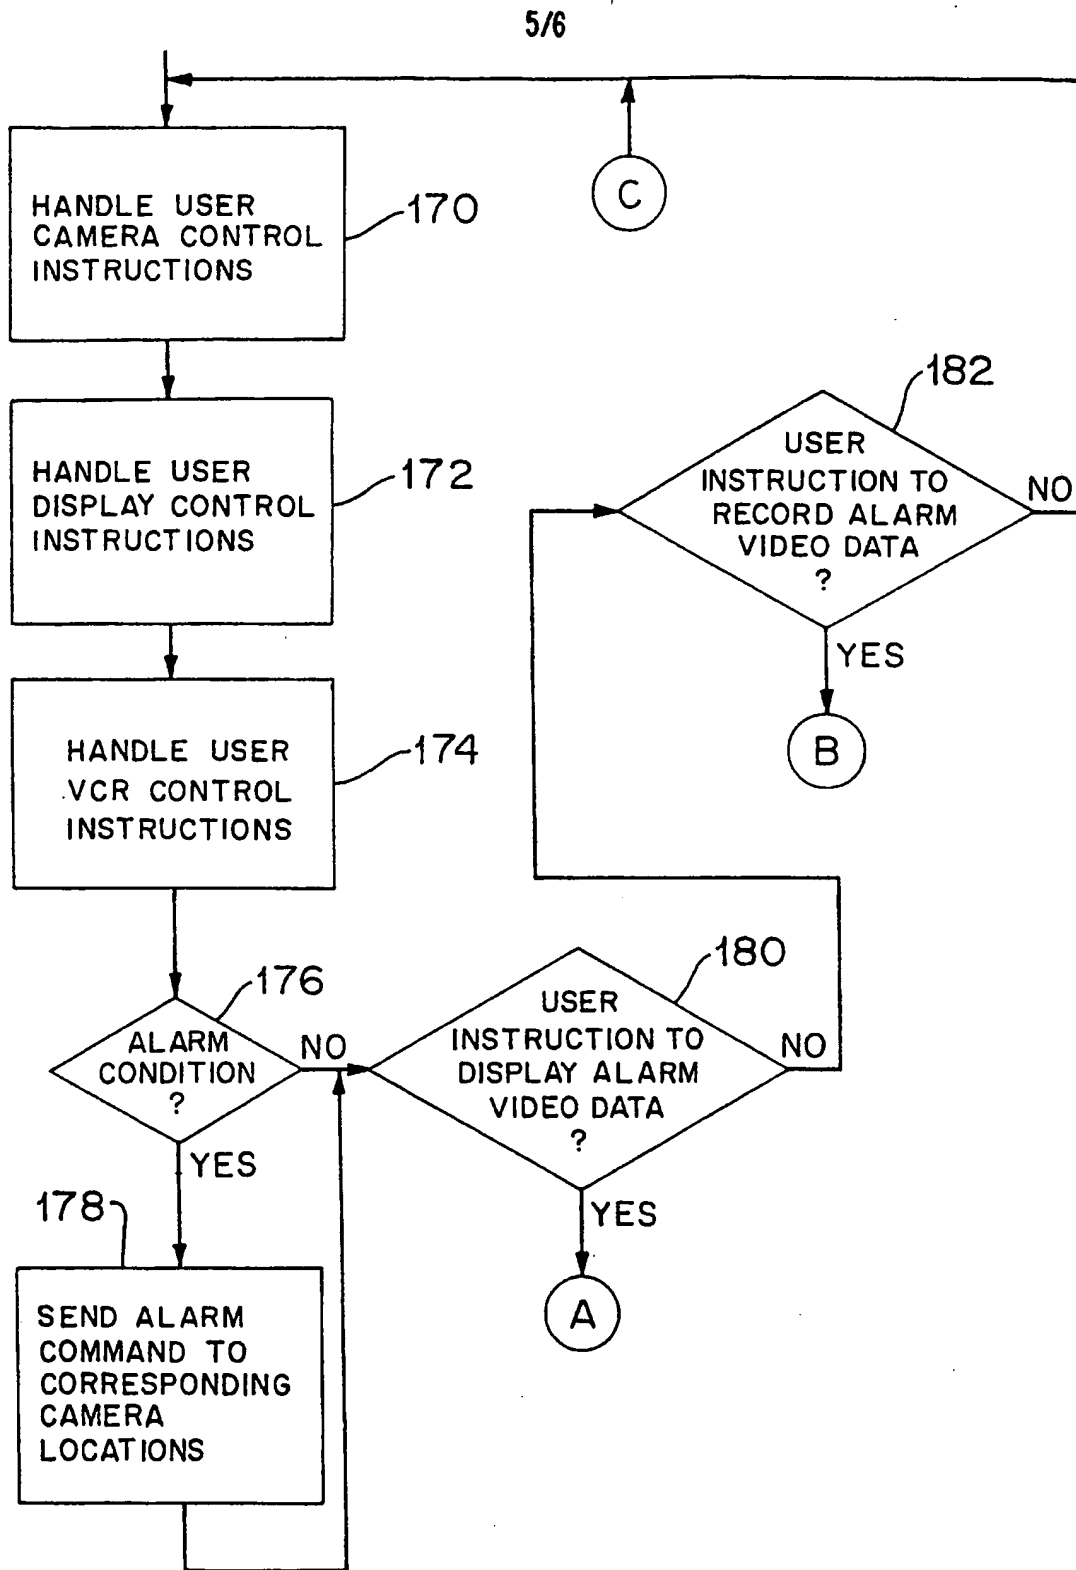 5/6
C
HANDLE USER
CAMERA CONTROL
INSTRUCTIONS
170
HANDLE USER
DISPLAY CONTROL
INSTRUCTIONS
172
182
USER
INSTRUCTION TO
RECORD ALARM
VIDEO DATA
?
NO
YES
B
HANDLE USER
VCR CONTROL
INSTRUCTIONS
174
176
ALARM
CONDITION
?
NO
YES
180
USER
INSTRUCTION TO
DISPLAY ALARM
VIDEO DATA
?
NO
YES
A
178
SEND ALARM
COMMAND TO
CORRESPONDING
CAMERA
LOCATIONS